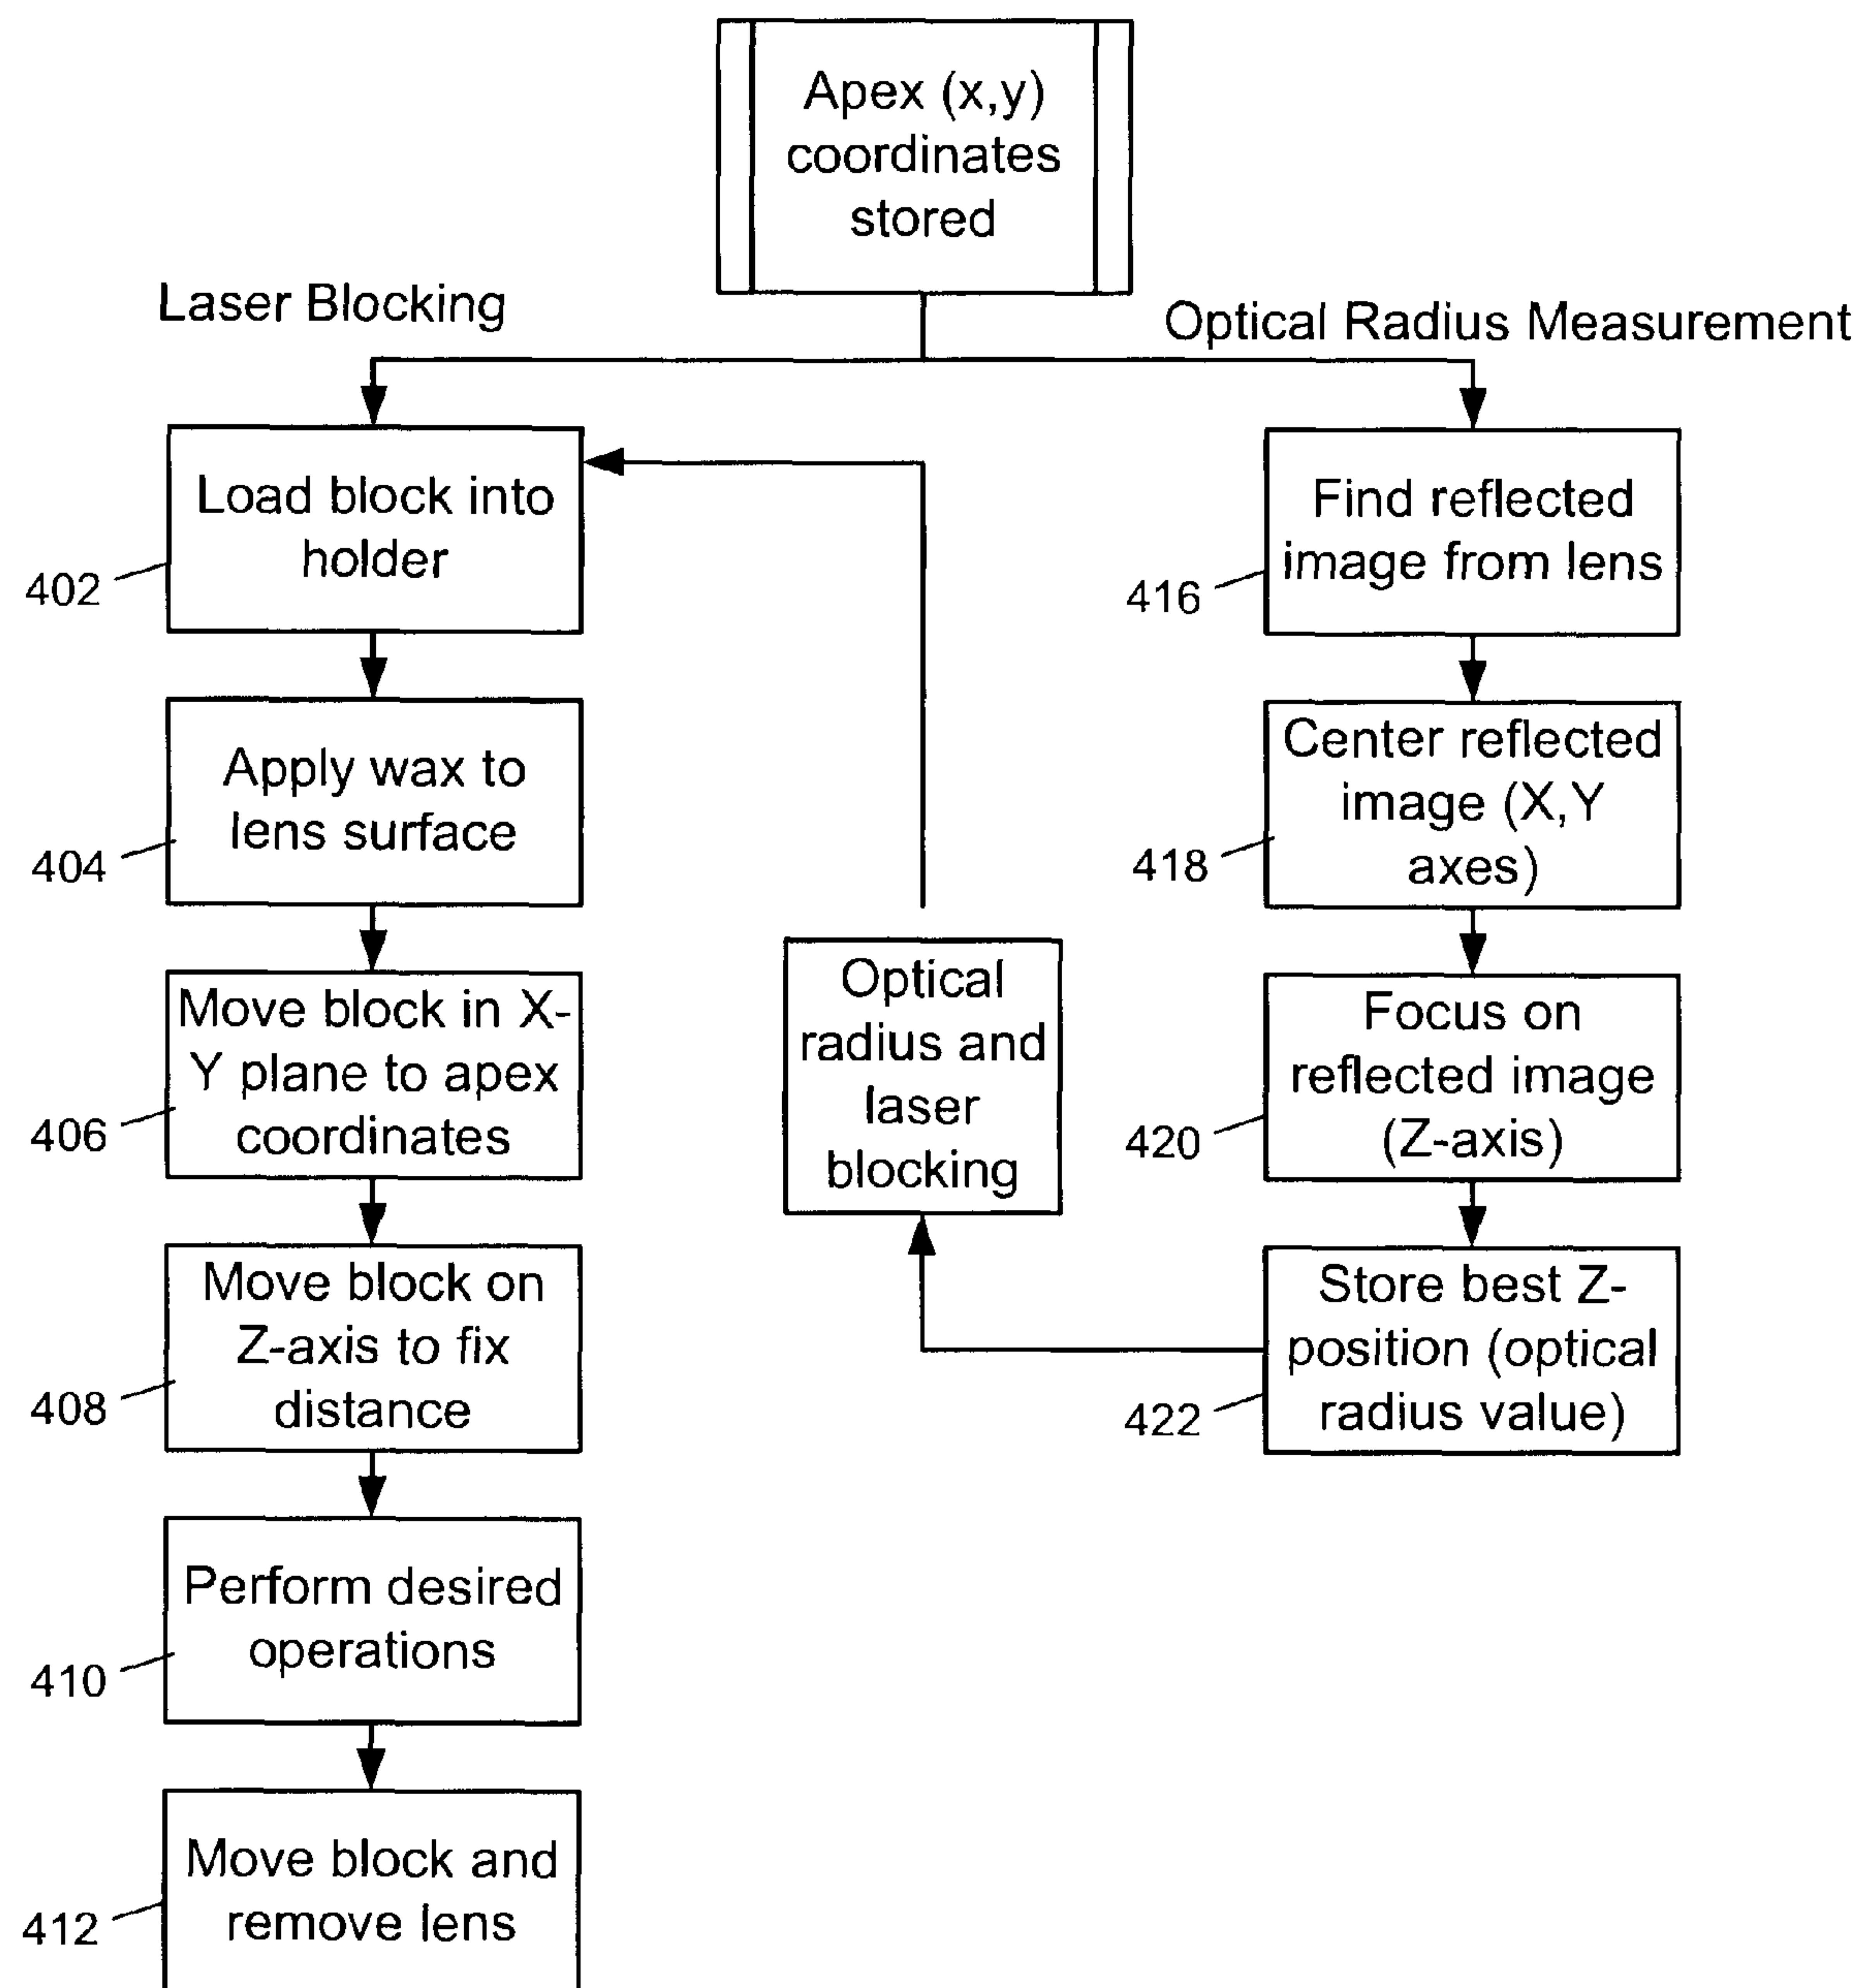 Apex (x,y)
coordinates
stored
Laser Blocking
Optical Radius Measurement
Load block into
holder
402
Apply wax to
lens surface
404
Move block in X-
Y plane to apex
coordinates
406
Move block on
Z-axis to fix
distance
408
Perform desired
operations
410
Move block and
remove lens
412
Optical
radius and
laser
blocking
Find reflected
image from lens
416
Center reflected
image (X,Y
axes)
418
Focus on
reflected image
(Z-axis)
420
Store best Z-
position (optical
radius value)
422